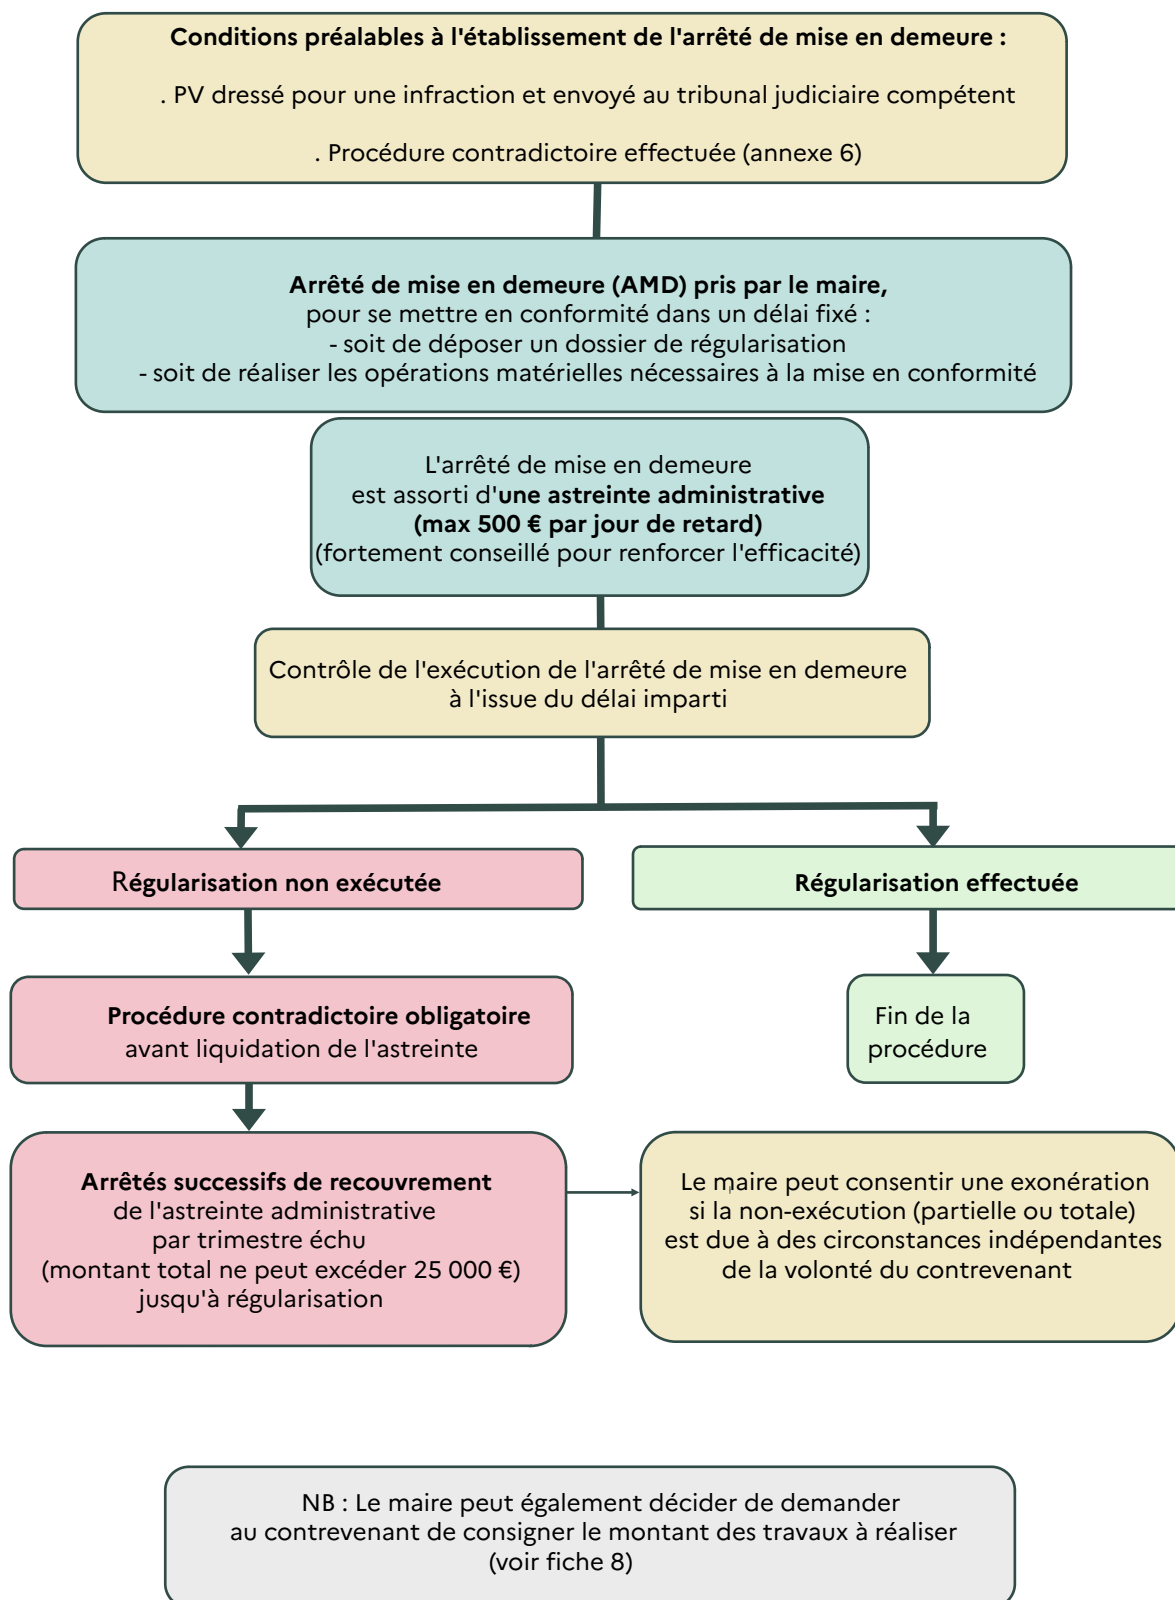 Conditions préalables à l'établissement de l'arrêté de mise en demeure :
. PV dressé pour une infraction et envoyé au tribunal judiciaire compétent
. Procédure contradictoire effectuée (annexe 6)
Arrêté de mise en demeure (AMD) pris par le maire,
pour se mettre en conformité dans un délai fixé :
- soit de déposer un dossier de régularisation
- soit de réaliser les opérations matérielles nécessaires à la mise en conformité
L'arrêté de mise en demeure
est assorti d'une astreinte administrative
(max 500 € par jour de retard)
(fortement conseillé pour renforcer l'efficacité)
Contrôle de l'exécution de l'arrêté de mise en demeure
à l'issue du délai imparti
Régularisation non exécutée
Régularisation effectuée
Procédure contradictoire obligatoire
avant liquidation de l'astreinte
Fin de la
procédure
Arrêtés successifs de recouvrement
de l'astreinte administrative
par trimestre échu
(montant total ne peut excéder 25 000 €)
jusqu'à régularisation
Le maire peut consentir une exonération
si la non-exécution (partielle ou totale)
est due à des circonstances indépendantes
de la volonté du contrevenant
NB : Le maire peut également décider de demander
au contrevenant de consigner le montant des travaux à réaliser
(voir fiche 8)